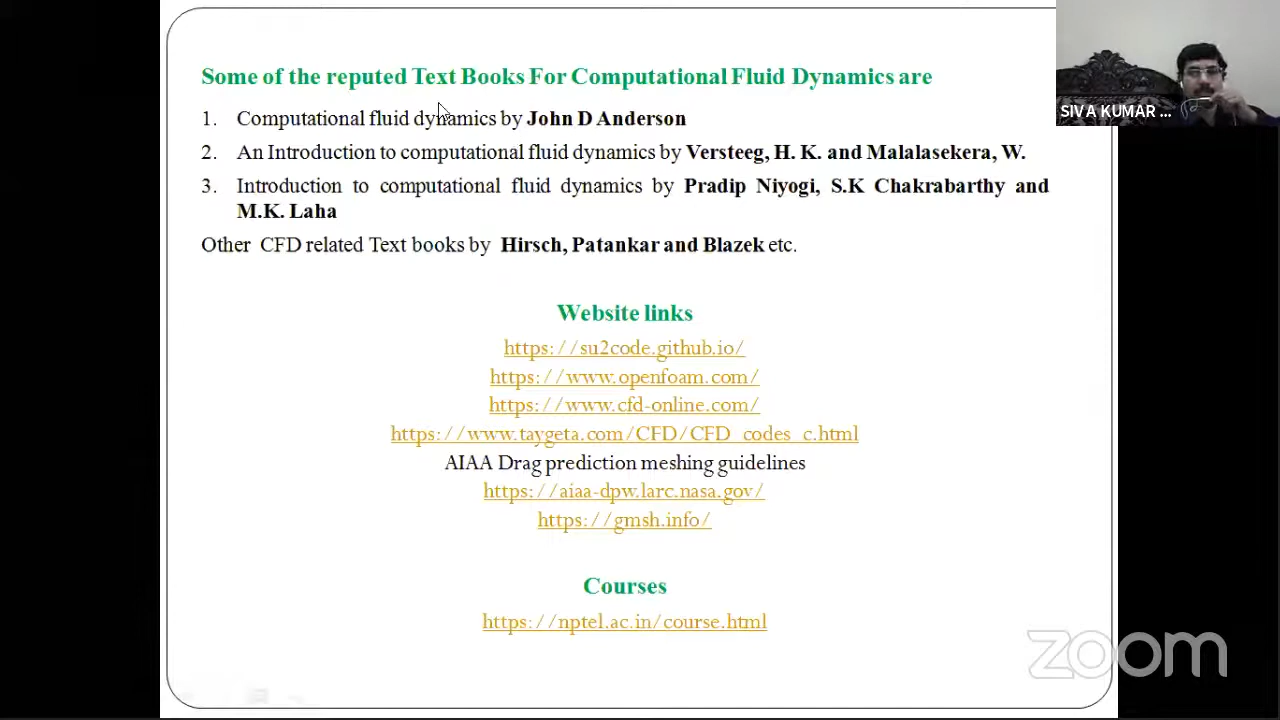 Some of the reputed Text Books For Computational Fluid Dynamics are
SIVA KUMAR ...
1. Computational fluid dynamics by John D Anderson
2. An Introduction to computational fluid dynamics by Versteeg, H. K. and Malalasekera, W.
3. Introduction to computational fluid dynamics by Pradip Niyogi, S.K Chakrabarthy and
M.K. Laha
Other CFD related Text books by Hirsch, Patankar and Blazek etc.
Website links
https://su2code.github.io/
https://www.openfoam.com/
https://www.cfd-online.com/
https://www.taygeta.com/CFD/CFD_codes_c.html
AIAA Drag prediction meshing guidelines
https://aiaa-dpw.larc.nasa.gov/
https://gmsh.info/
Courses
https://nptel.ac.in/course.html
zoom